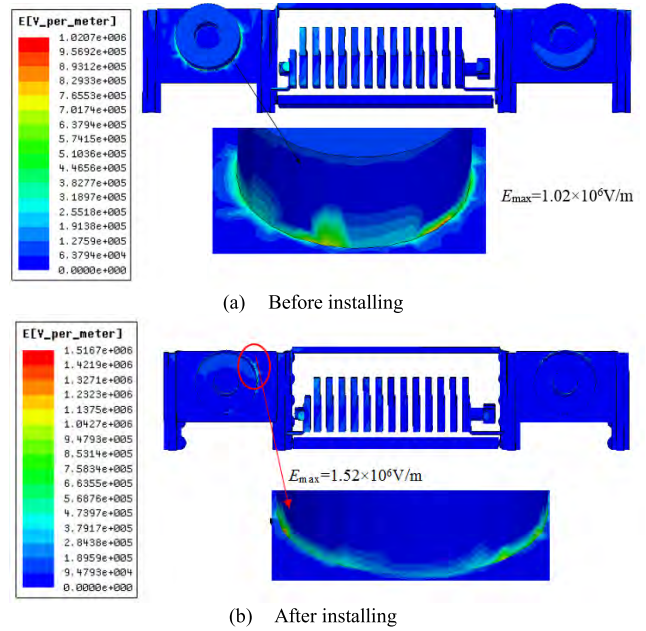 E[V_per_meter]
1.0207e+006
9.5692e+005
8.9312e+005
8.2933e+005
7.6553e+005
7.0174e+005
6.3794e+005
5.7415e+005
5.1036e+005
4.4656e+005
3.8277e+005
3.1897e+005
2.5518e+005
1.9138e+005
1.2759e+005
6.3794e+004
0.0000e+000
Emax=1.02×10⁶V/m
(a) Before installing
E[V_per_meter]
1.5167e+006
1.4219e+006
1.3271e+006
1.2323e+006
1.1375e+006
1.0427e+006
9.4793e+005
8.5314e+005
7.5834e+005
6.6355e+005
5.6876e+005
4.7397e+005
3.7917e+005
2.8438e+005
1.8959e+005
9.4793e+004
0.0000e+000
Emax=1.52×10⁶V/m
(b) After installing